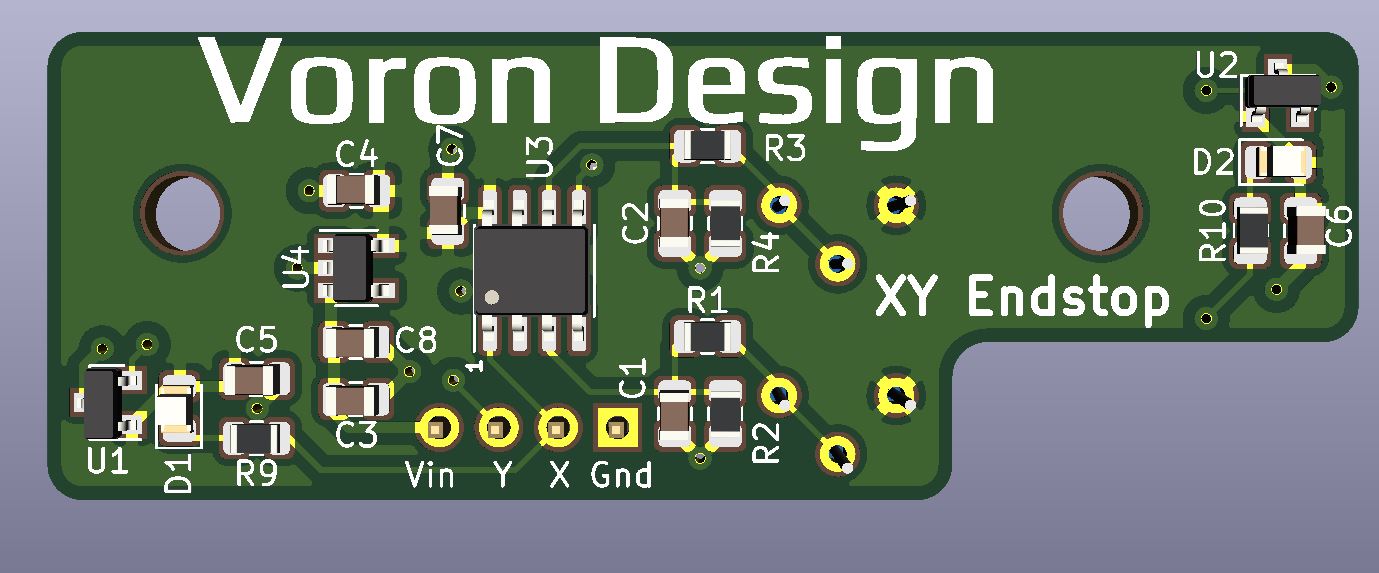 Voron Design
U2
C7
U3
C4
R3
D2
C2
R4
R10
C6
U4
XY Endstop
R1
C5
C8
1
C1
C3
R2
U1
D1
R9
Vin Y X Gnd